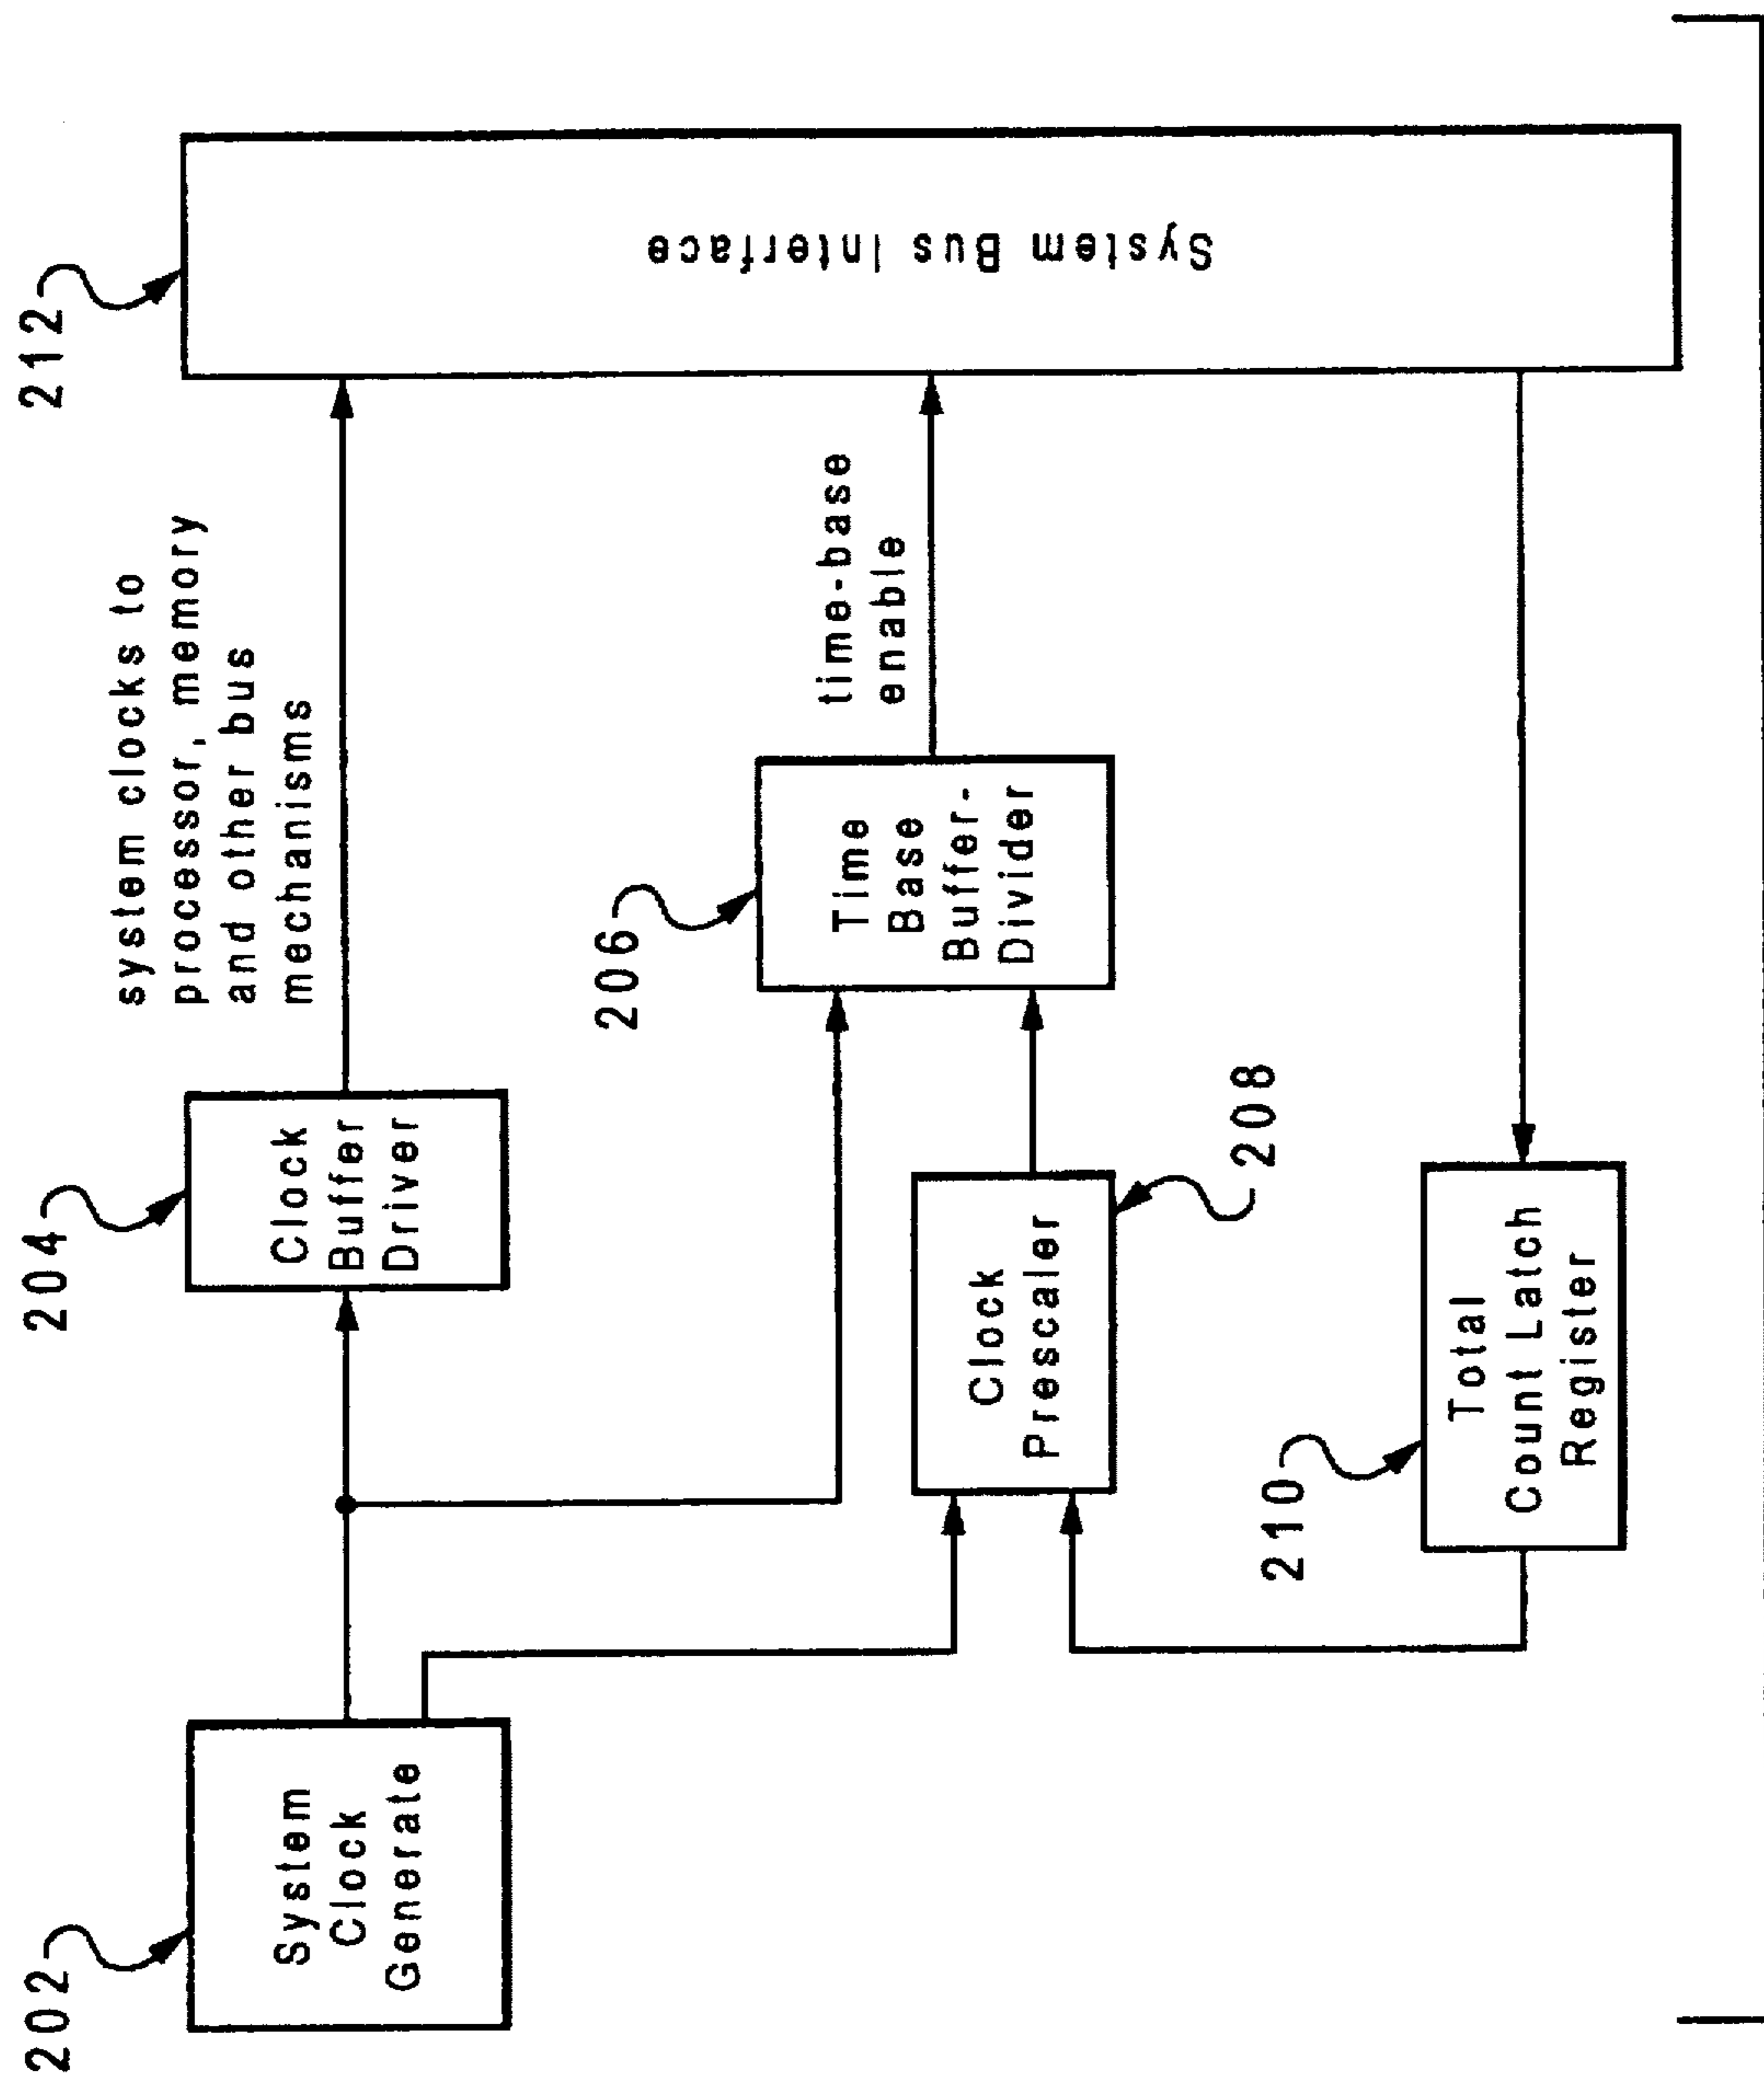 212
System Bus Interface
system clocks to
processor, memory
and other bus
mechanisms
204
Clock
Buffer
Driver
202
System
Clock
Generate
time-base
enable
206
Time
Base
Buffer-
Divider
208
Clock
Prescaler
210
Total
Count Latch
Register